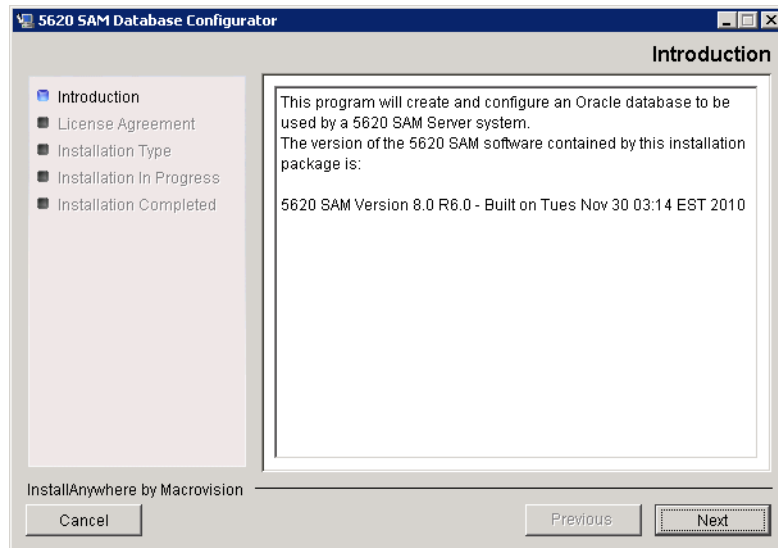 5620 SAM Database Configurator
Introduction
Introduction
License Agreement
Installation Type
Installation In Progress
Installation Completed
This program will create and configure an Oracle database to be
used by a 5620 SAM Server system.
The version of the 5620 SAM software contained by this installation
package is:
5620 SAM Version 8.0 R6.0 - Built on Tues Nov 30 03:14 EST 2010
InstallAnywhere by Macrovision
Cancel
Previous
Next